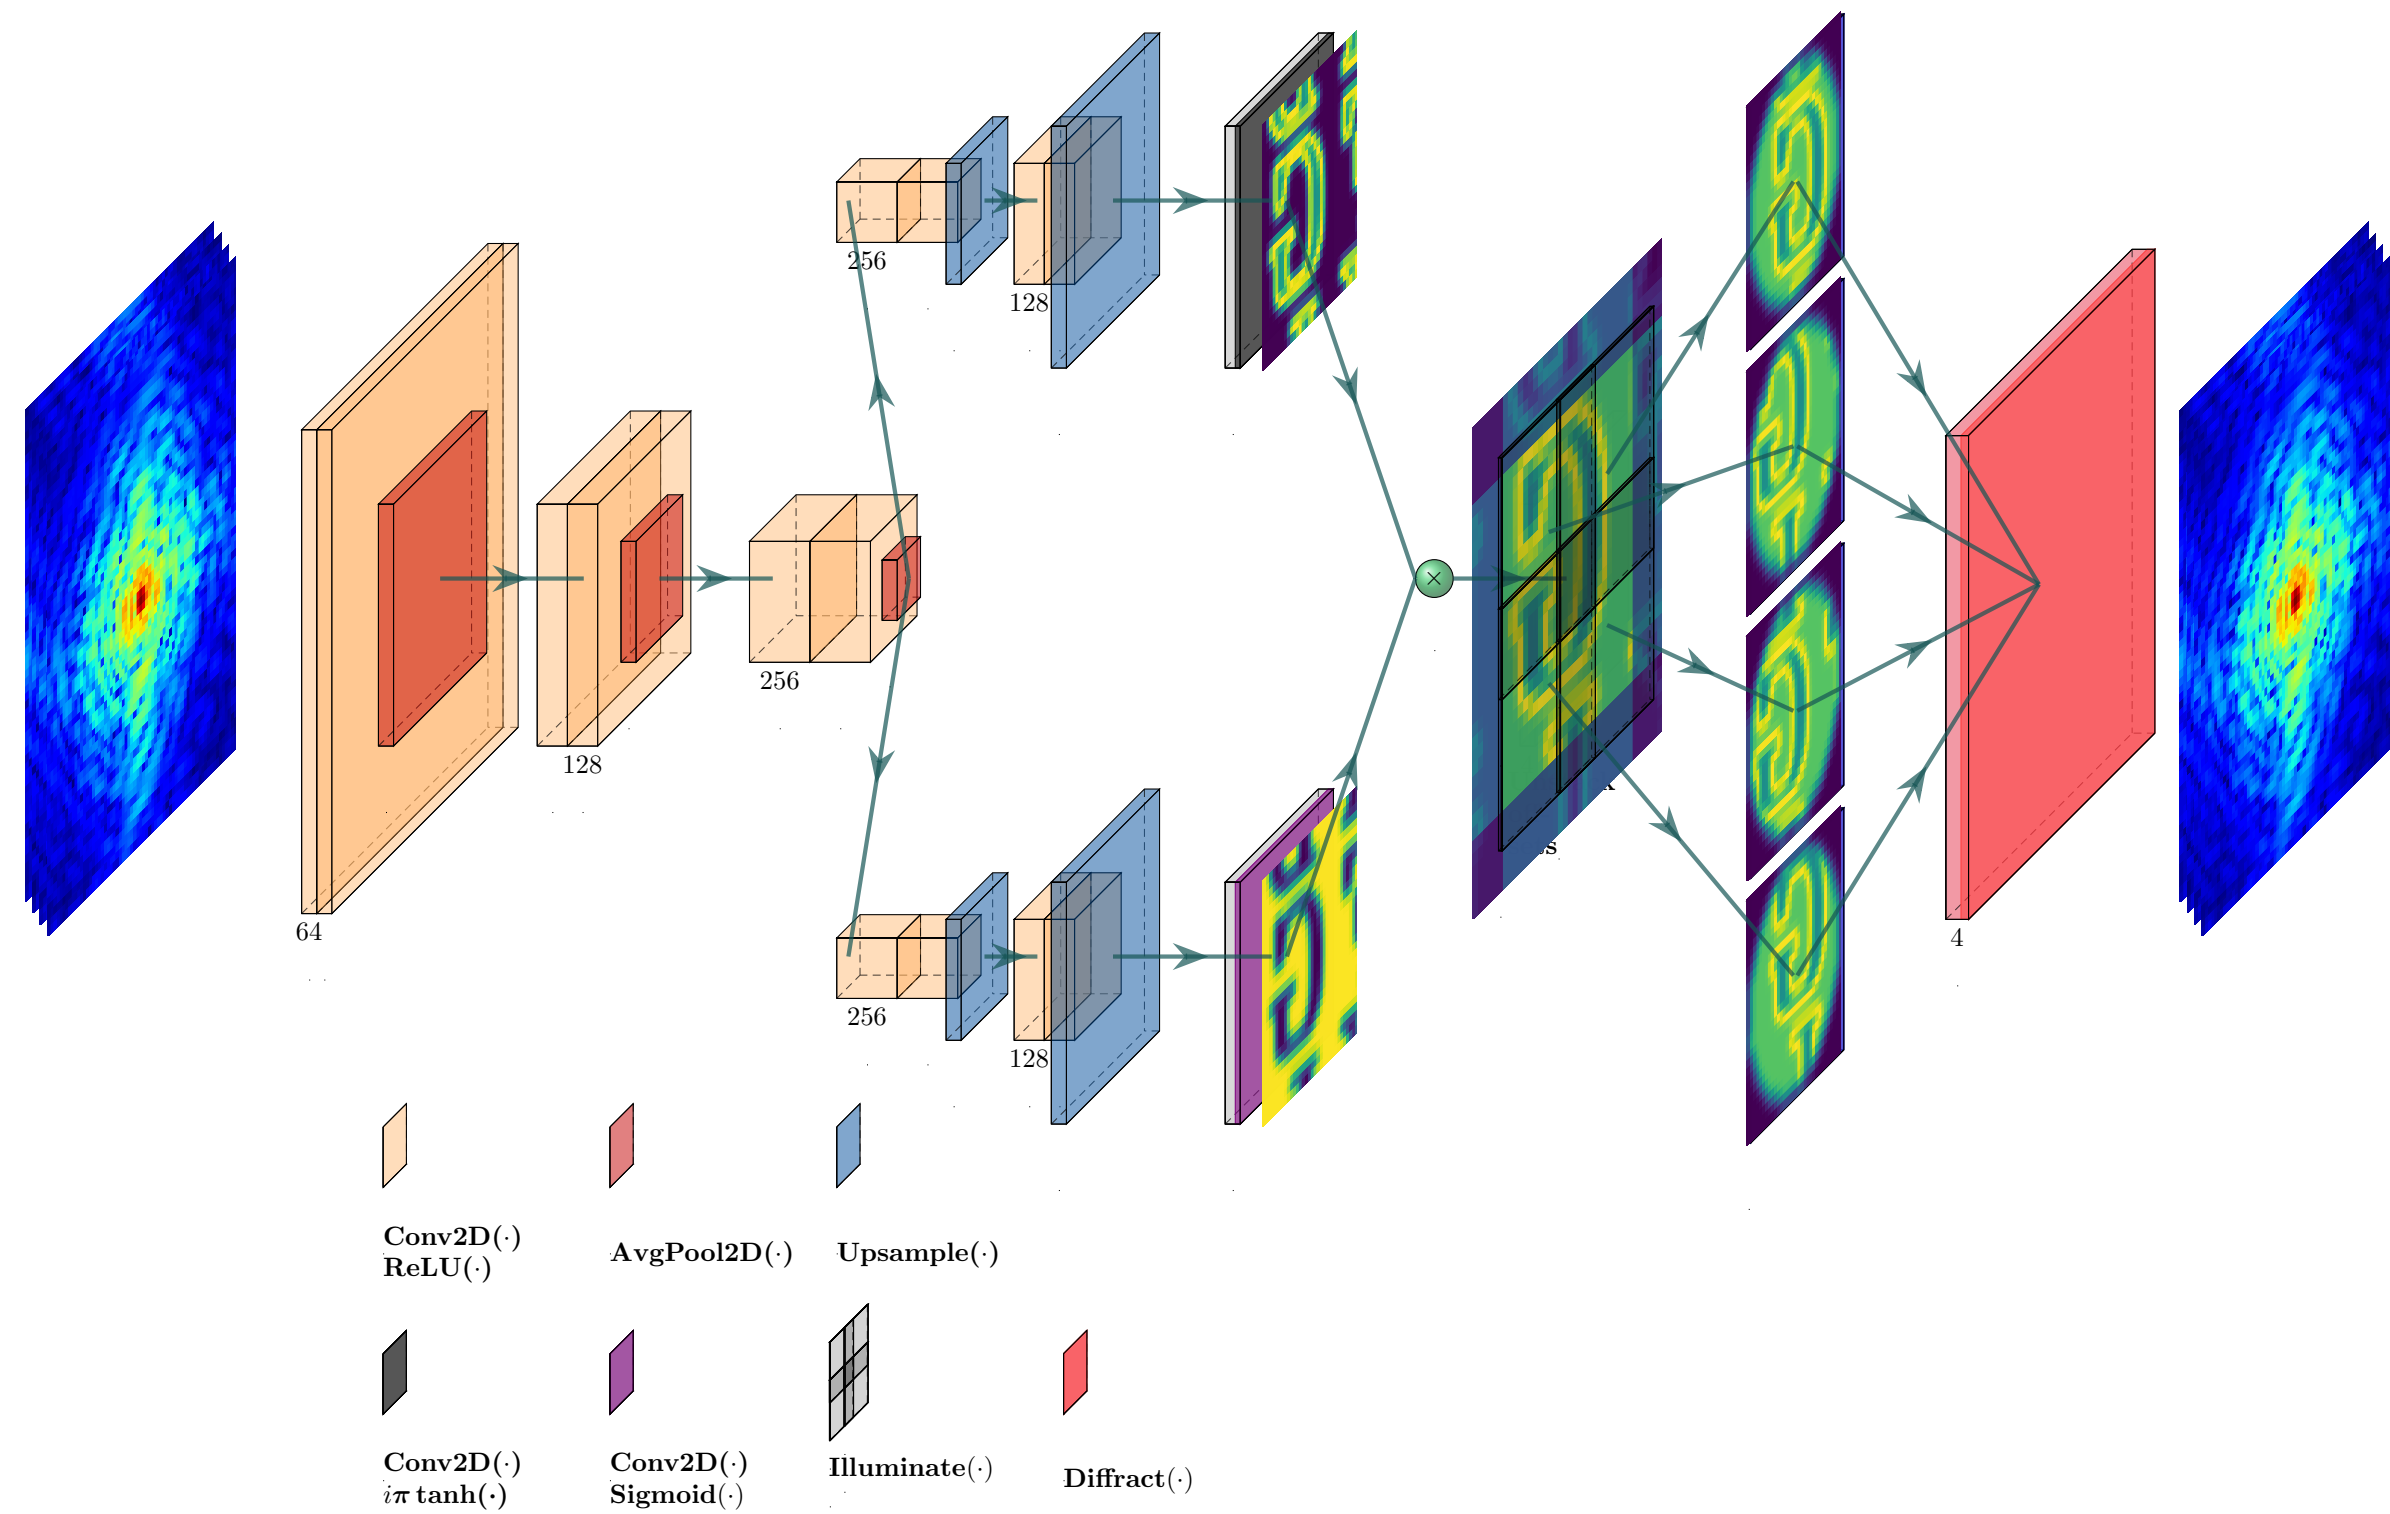 256
128
256
128
64
256
128
4
Conv2D(·)
ReLU(·)
AvgPool2D(·)
Upsample(·)
Conv2D(·)
iπ tanh(·)
Conv2D(·)
Sigmoid(·)
Illuminate(·)
Diffract(·)